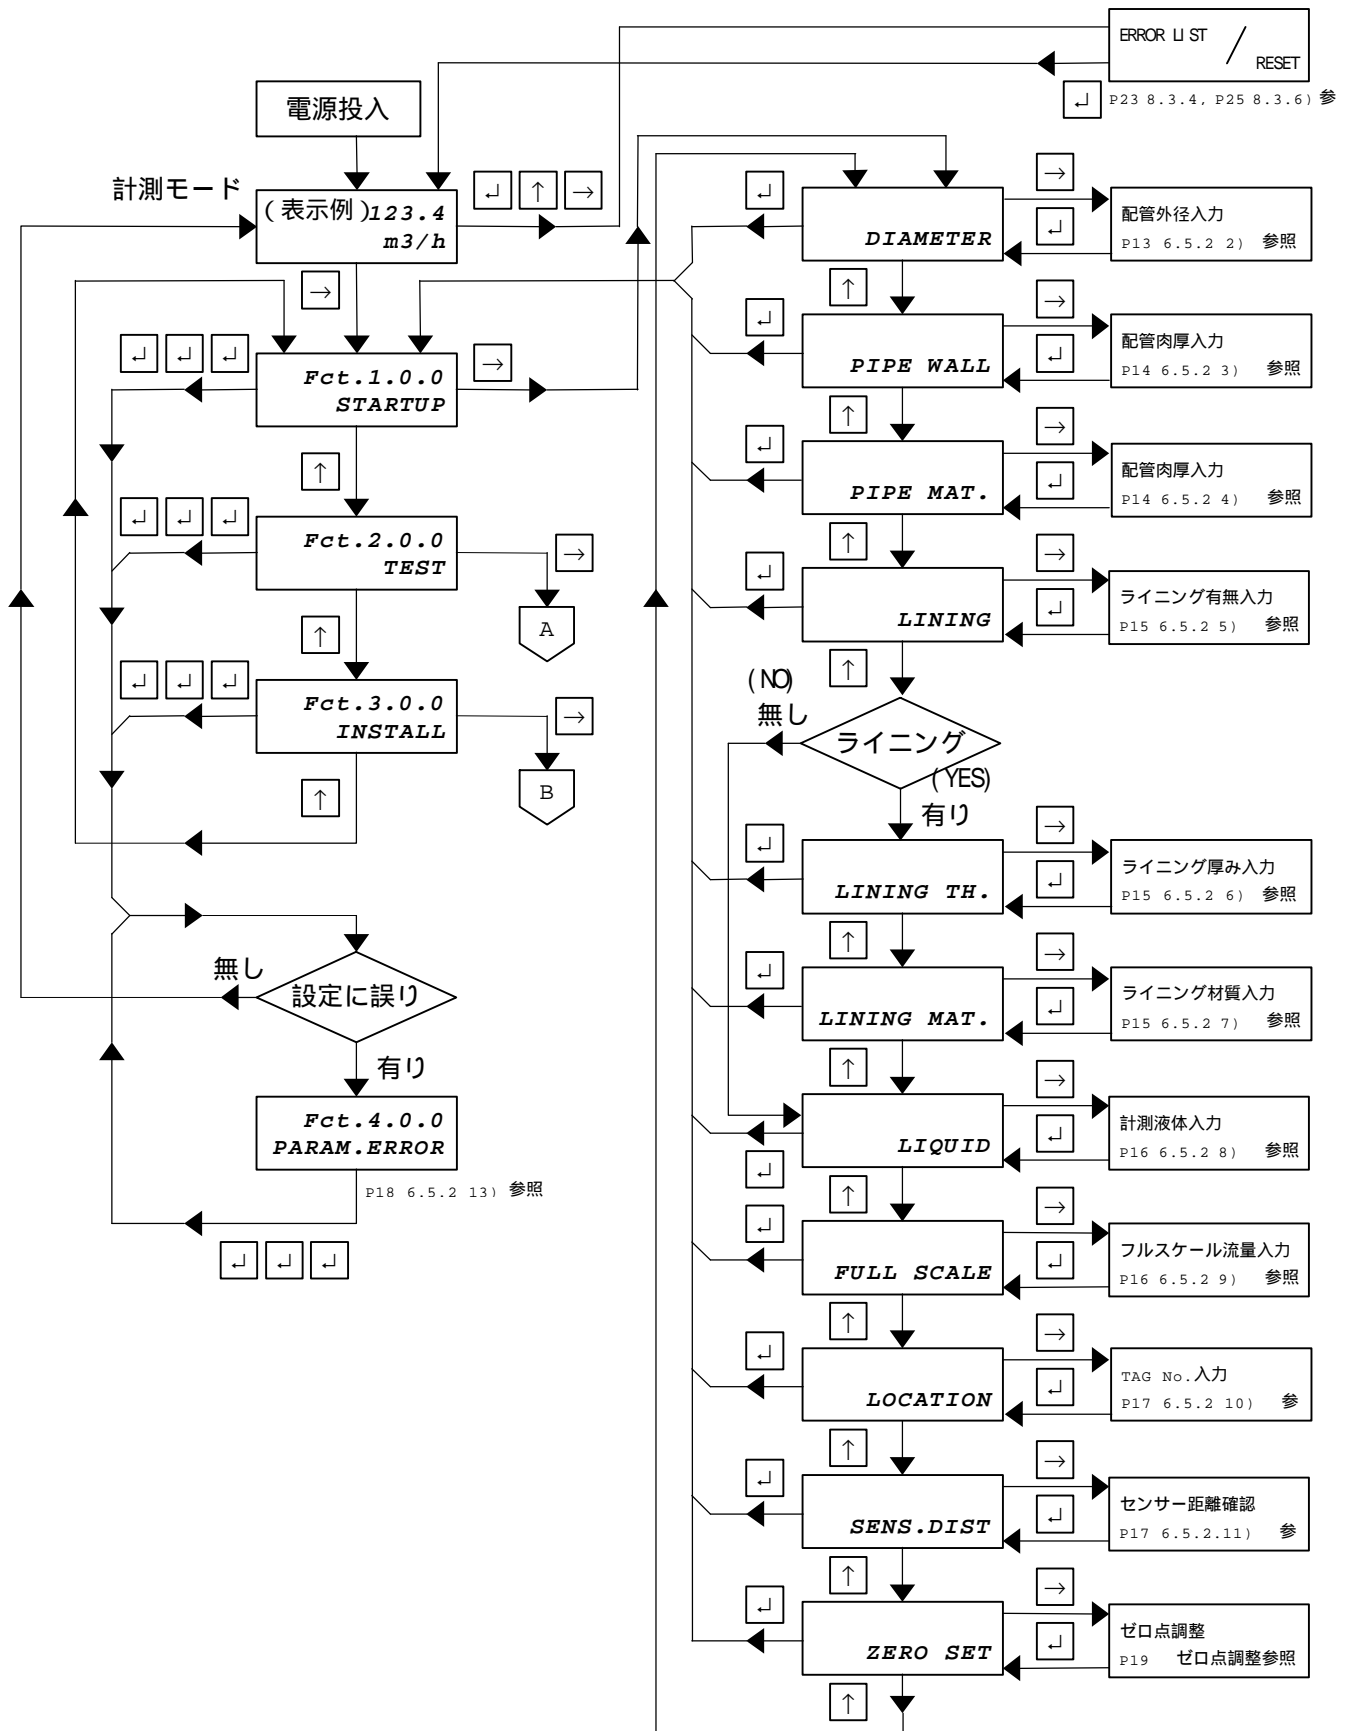 ERROR LIST
/
RESET
↵
P23 8.3.4, P25 8.3.6) 参
電源投入
計測モード
(表示例)123.4
m3/h
↵ ↑ →
→
↵ ↵ ↵
Fct.1.0.0
STARTUP
→
↑
↵ ↵ ↵
Fct.2.0.0
TEST
→
A
↑
↵ ↵ ↵
Fct.3.0.0
INSTALL
→
B
↑
無し
設定に誤り
有り
Fct.4.0.0
PARAM.ERROR
P18 6.5.2 13) 参照
↵ ↵ ↵
↵
DIAMETER
→
↵
配管外径入力
P13 6.5.2 2) 参照
↑
↵
PIPE WALL
→
↵
配管肉厚入力
P14 6.5.2 3) 参照
↑
↵
PIPE MAT.
→
↵
配管肉厚入力
P14 6.5.2 4) 参照
↑
↵
LINING
→
↵
ライニング有無入力
P15 6.5.2 5) 参照
↑
(NO)
無し
ライニング
(YES)
有り
↵
LINING TH.
→
↵
ライニング厚み入力
P15 6.5.2 6) 参照
↑
↵
LINING MAT.
→
↵
ライニング材質入力
P15 6.5.2 7) 参照
↑
LIQUID
↵
→
↵
計測液体入力
P16 6.5.2 8) 参照
↑
↵
FULL SCALE
→
↵
フルスケール流量入力
P16 6.5.2 9) 参照
↑
↵
LOCATION
→
↵
TAG No.入力
P17 6.5.2 10) 参
↑
↵
SENS.DIST
→
↵
センサー距離確認
P17 6.5.2.11) 参
↑
↵
ZERO SET
→
↵
ゼロ点調整
P19 ゼロ点調整参照
↑